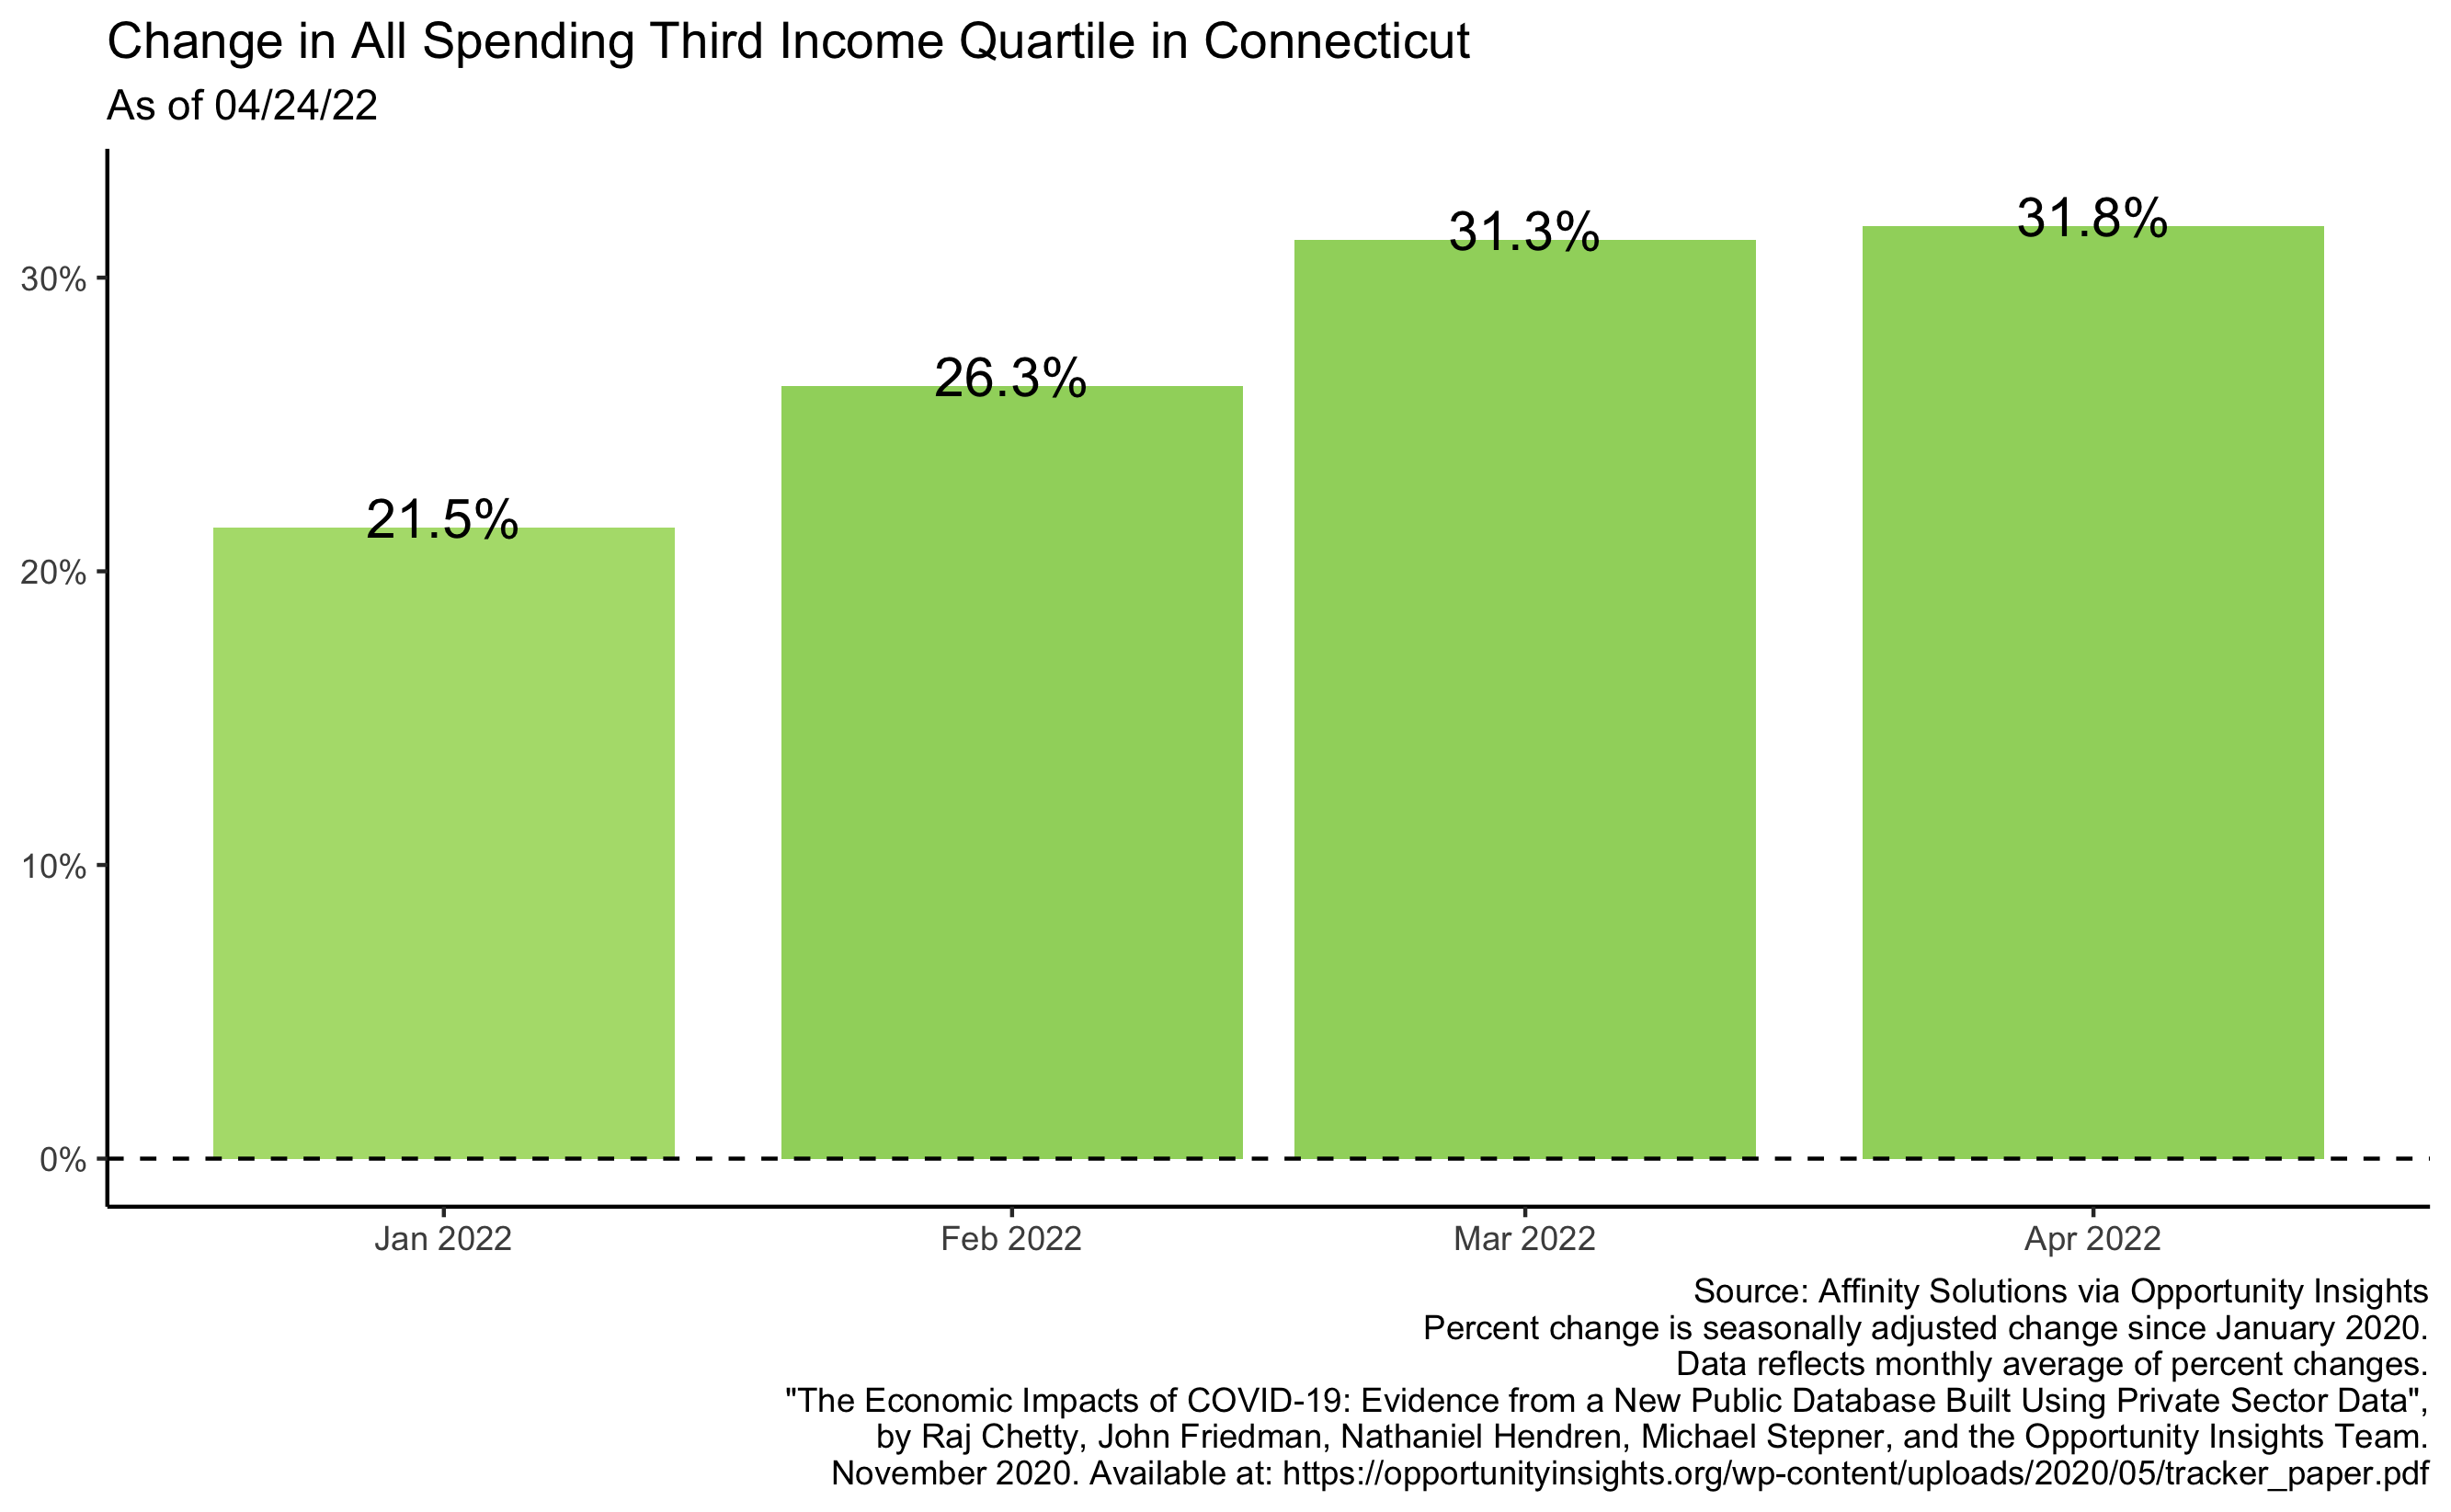 Change in All Spending Third Income Quartile in Connecticut
As of 04/24/22
31.8%
31.3%
30%
26.3%
21.5%
20%
10%
0%
Jan 2022 Feb 2022 Mar 2022 Apr 2022
Source: Affinity Solutions via Opportunity Insights
Percent change is seasonally adjusted change since January 2020.
Data reflects monthly average of percent changes.
"The Economic Impacts of COVID-19: Evidence from a New Public Database Built Using Private Sector Data",
by Raj Chetty, John Friedman, Nathaniel Hendren, Michael Stepner, and the Opportunity Insights Team.
November 2020. Available at: https://opportunityinsights.org/wp-content/uploads/2020/05/tracker_paper.pdf